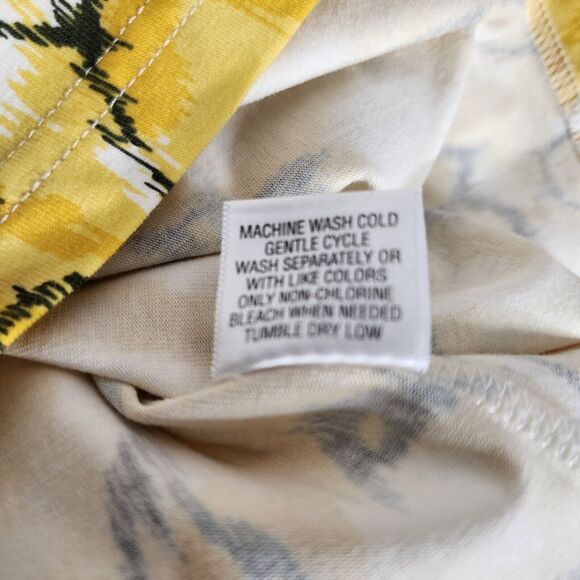 MACHINE WASH COLD
GENTLE CYCLE
WASH SEPARATELY OR
WITH LIKE COLORS
ONLY NON-CHLORINE
BLEACH WHEN NEEDED
TUMBLE DRY LOW